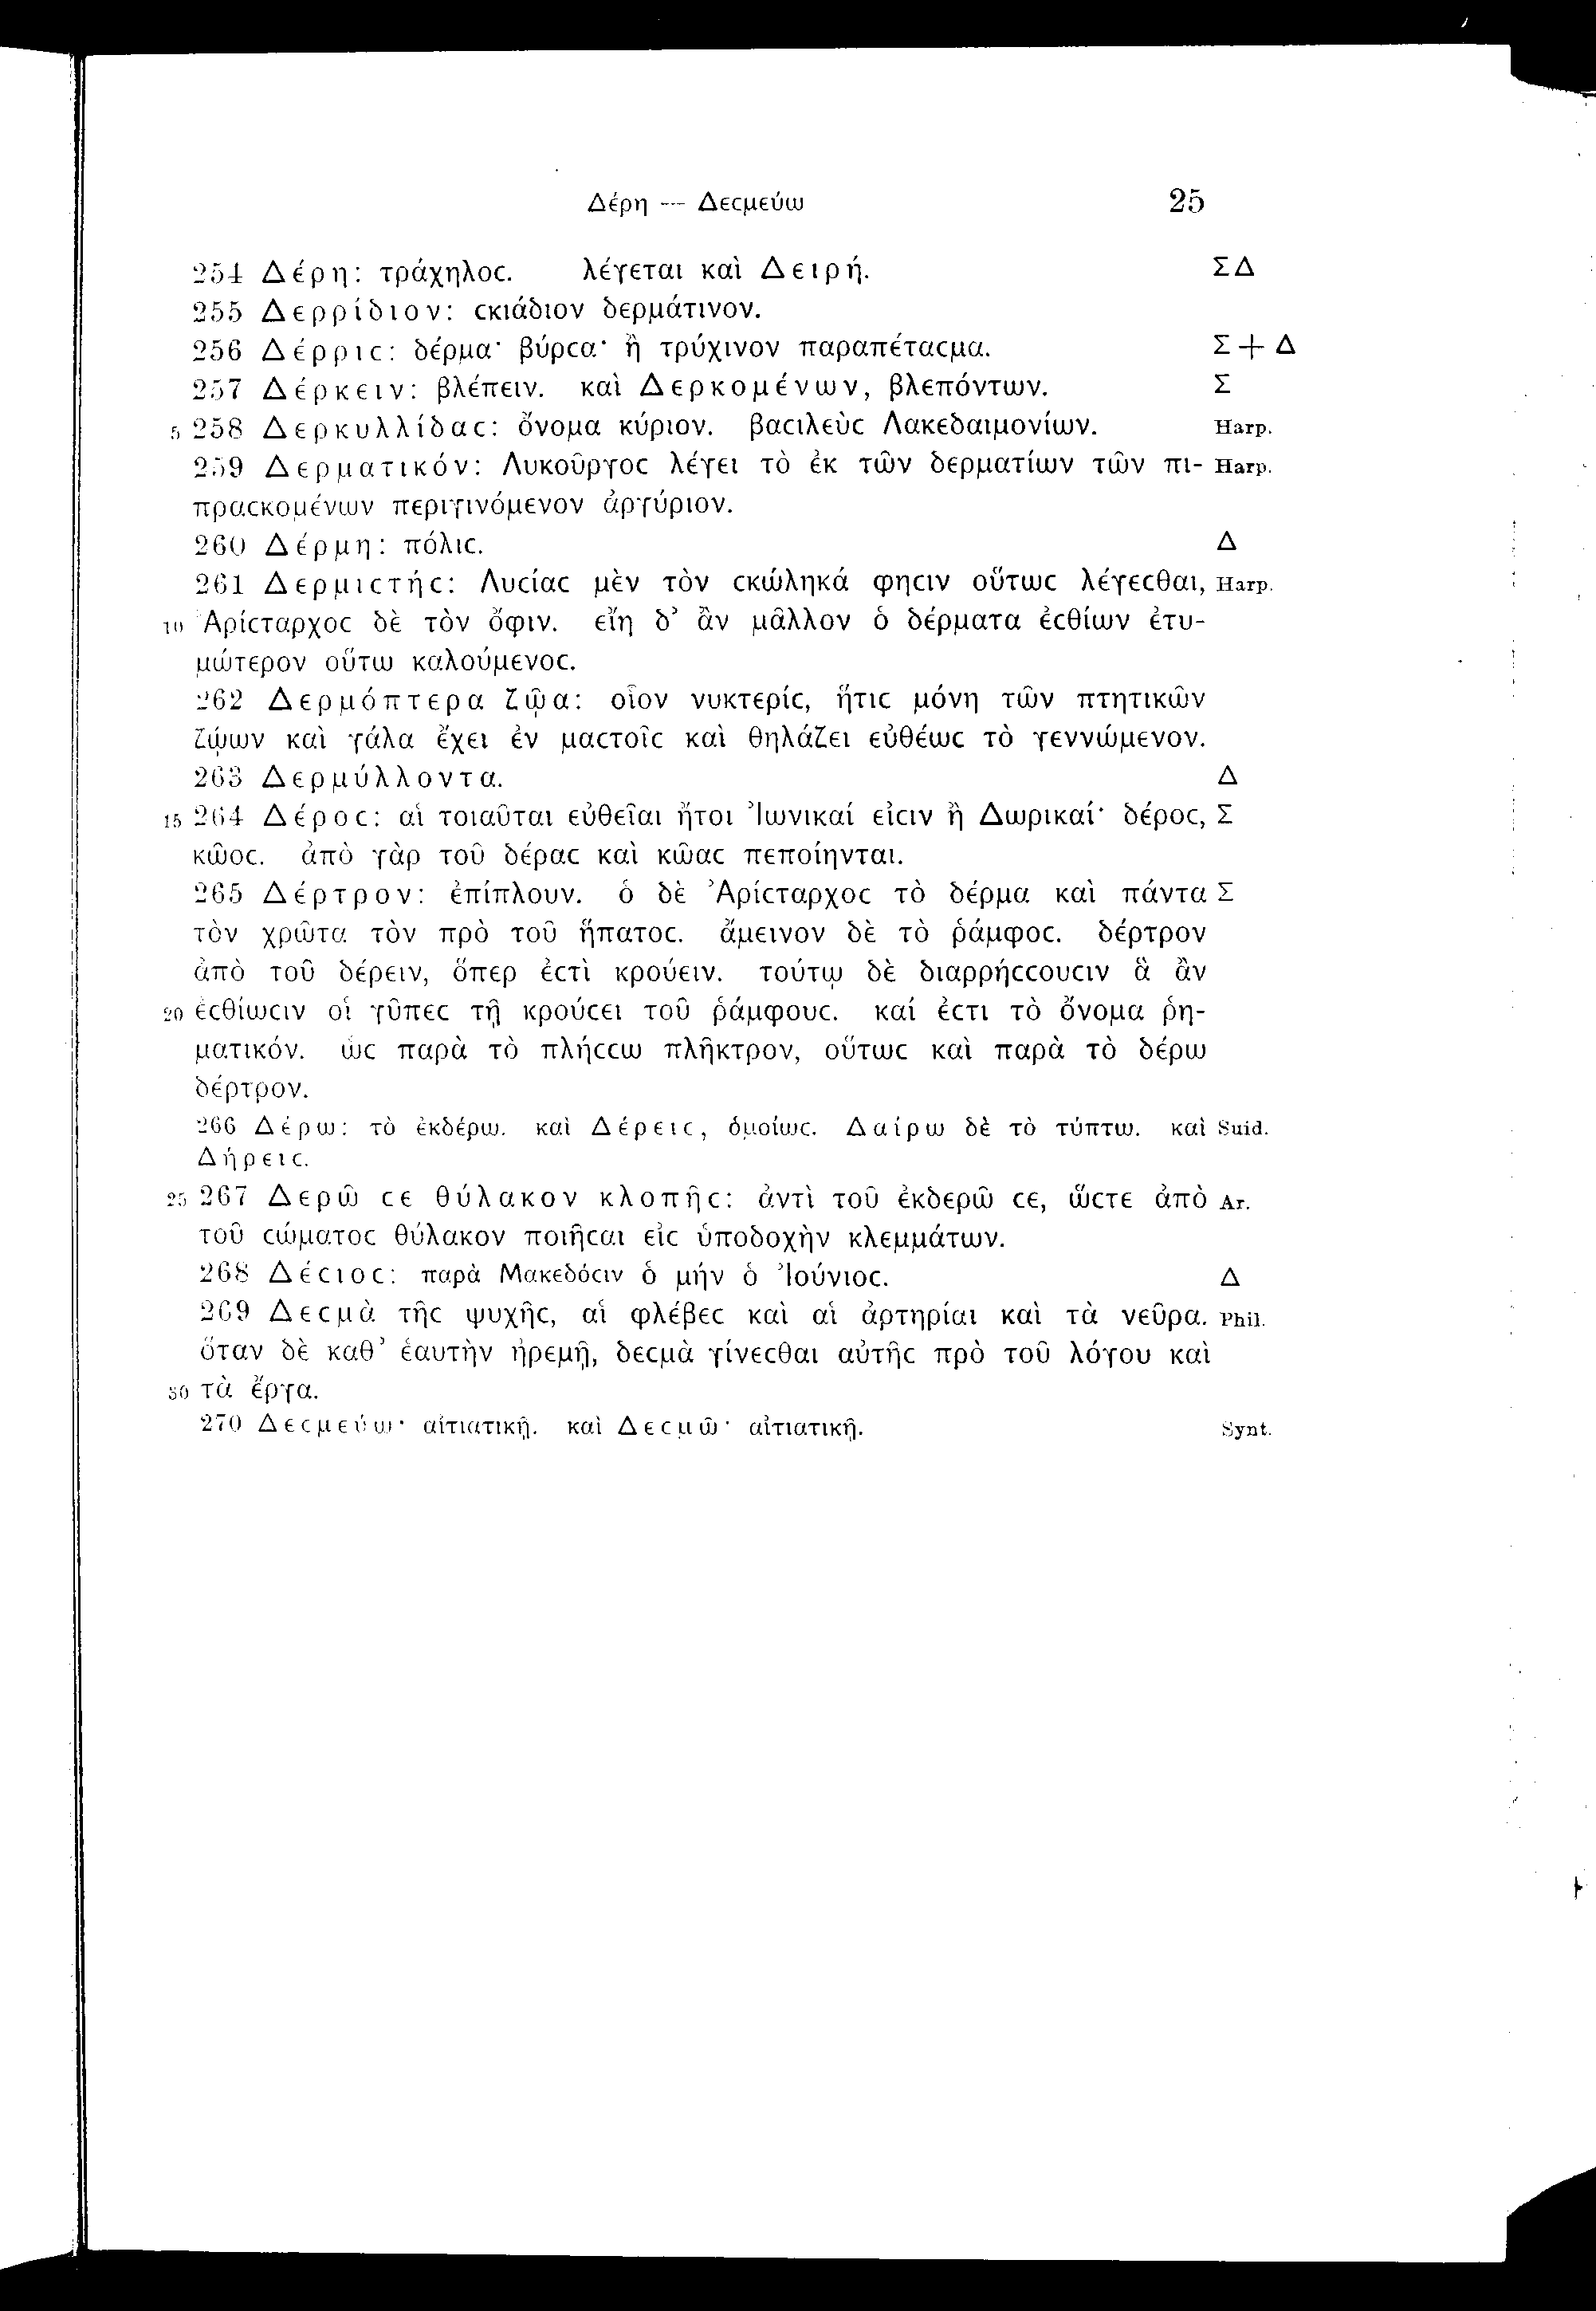 Δέρη — Δεϲμεύω 25
254 Δέρη: τράχηλοϲ. λέγεται καὶ Δειρή. ΣΔ
255 Δερρίδιον: ϲκιάδιον δερμάτινον.
256 Δέρριϲ: δέρμα· βύρϲα· ἢ τρύχινον παραπέταϲμα. Σ + Δ
257 Δέρκειν: βλέπειν. καὶ Δερκομένων, βλεπόντων. Σ
5 258 Δερκυλλίδαϲ: ὄνομα κύριον. βαϲιλεὺϲ Λακεδαιμονίων. Harp.
259 Δερματικόν: Λυκοῦργοϲ λέγει τὸ ἐκ τῶν δερματίων τῶν πι- Harp.
πραϲκομένων περιγινόμενον ἀργύριον.
260 Δέρμη: πόλιϲ. Δ
261 Δερμιϲτήϲ: Λυϲίαϲ μὲν τὸν ϲκώληκά φηϲιν οὕτωϲ λέγεϲθαι, Harp.
10 Ἀρίϲταρχοϲ δὲ τὸν ὄφιν. εἴη δ' ἂν μᾶλλον ὁ δέρματα ἐϲθίων ἐτυ-
μώτερον οὕτω καλούμενοϲ.
262 Δερμόπτερα ζῷα: οἷον νυκτερίϲ, ἥτιϲ μόνη τῶν πτητικῶν
ζῴων καὶ γάλα ἔχει ἐν μαϲτοῖϲ καὶ θηλάζει εὐθέωϲ τὸ γεννώμενον.
263 Δερμύλλοντα. Δ
15 264 Δέροϲ: αἱ τοιαῦται εὐθεῖαι ἤτοι Ἰωνικαί εἰϲιν ἢ Δωρικαί· δέροϲ, Σ
κῶοϲ. ἀπὸ γὰρ τοῦ δέραϲ καὶ κῶαϲ πεποίηνται.
265 Δέρτρον: ἐπίπλουν. ὁ δὲ Ἀρίϲταρχοϲ τὸ δέρμα καὶ πάντα Σ
τὸν χρῶτα τὸν πρὸ τοῦ ἥπατοϲ. ἄμεινον δὲ τὸ ῥάμφοϲ. δέρτρον
ἀπὸ τοῦ δέρειν, ὅπερ ἐϲτὶ κρούειν. τούτῳ δὲ διαρρήϲϲουϲιν ἃ ἂν
20 ἐϲθίωϲιν οἱ γῦπεϲ τῇ κρούϲει τοῦ ῥάμφουϲ. καί ἐϲτι τὸ ὄνομα ῥη-
ματικόν. ὡϲ παρὰ τὸ πλήϲϲω πλῆκτρον, οὕτωϲ καὶ παρὰ τὸ δέρω
δέρτρον.
266 Δέρω: τὸ ἐκδέρω. καὶ Δέρειϲ, ὁμοίωϲ. Δαίρω δὲ τὸ τύπτω. καὶ Suid.
Δήρειϲ.
25 267 Δερῶ ϲε θύλακον κλοπῆϲ: ἀντὶ τοῦ ἐκδερῶ ϲε, ὥϲτε ἀπὸ Ar.
τοῦ ϲώματοϲ θύλακον ποιῆϲαι εἰϲ ὑποδοχὴν κλεμμάτων.
268 Δέϲιοϲ: παρὰ Μακεδόϲιν ὁ μήν ὁ Ἰούνιοϲ. Δ
269 Δεϲμὰ τῆϲ ψυχῆϲ, αἱ φλέβεϲ καὶ αἱ ἀρτηρίαι καὶ τὰ νεῦρα. Phil.
ὅταν δὲ καθ' ἑαυτὴν ἠρεμῇ, δεϲμὰ γίνεϲθαι αὐτῆϲ πρὸ τοῦ λόγου καὶ
30 τὰ ἔργα.
270 Δεϲμεύω· αἰτιατικῇ. καὶ Δεϲμῶ· αἰτιατικῇ. Synt.